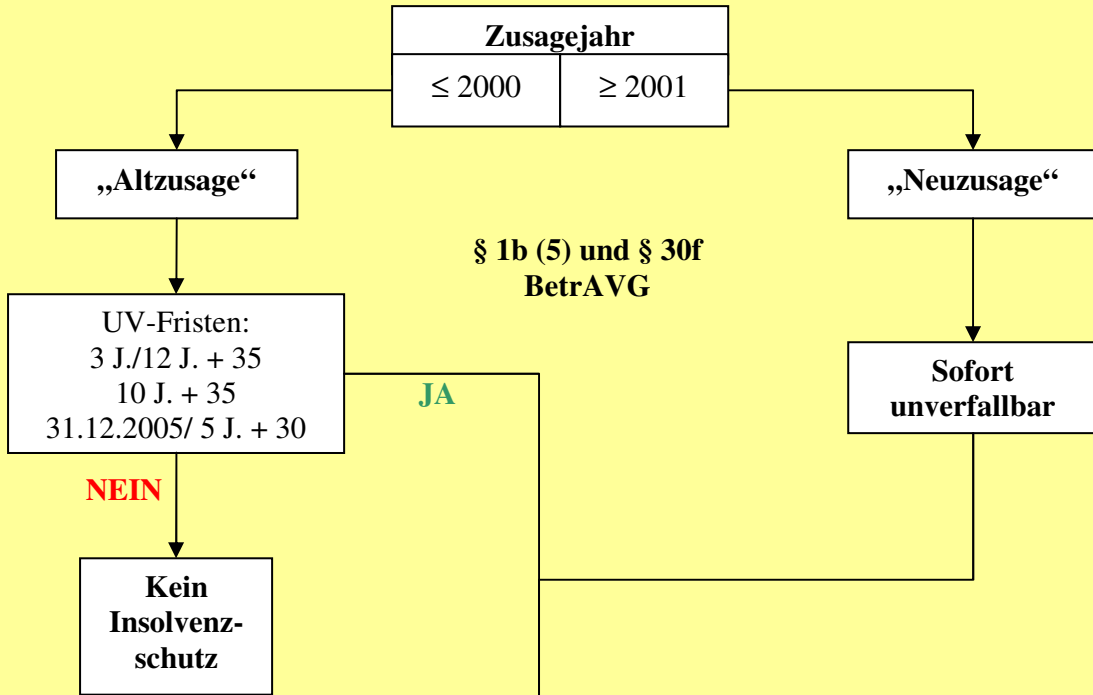 Zusagejahr
≤ 2000 ≥ 2001
„Altzusage“
„Neuzusage“
§ 1b (5) und § 30f
BetrAVG
UV-Fristen:
3 J./12 J. + 35
10 J. + 35
31.12.2005/ 5 J. + 30
JA
Sofort
unverfallbar
NEIN
Kein
Insolvenz-
schutz